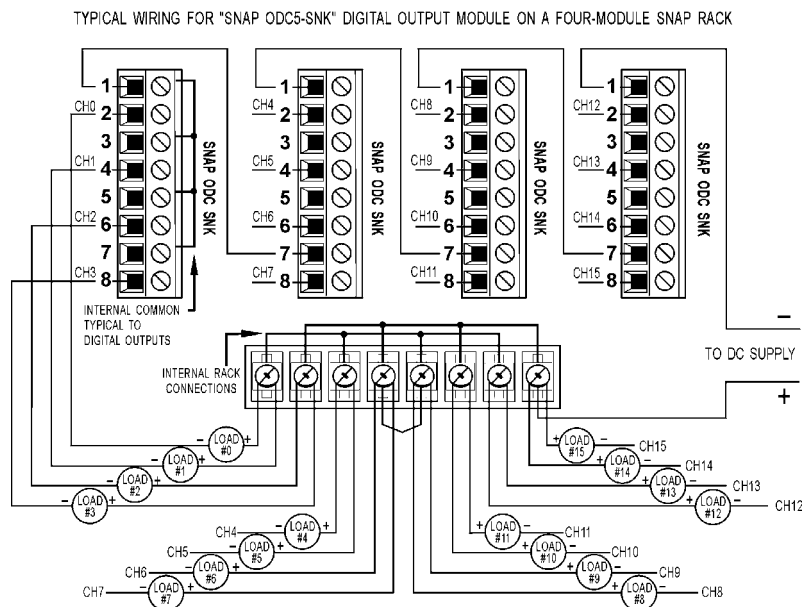 TYPICAL WIRING FOR "SNAP ODC5-SNK" DIGITAL OUTPUT MODULE ON A FOUR-MODULE SNAP RACK
1
2
3
4
5
6
7
8
CH0
CH1
CH2
CH3
SNAP ODC SNK
1
2
3
4
5
6
7
8
CH4
CH5
CH6
CH7
SNAP ODC SNK
1
2
3
4
5
6
7
8
CH8
CH9
CH10
CH11
SNAP ODC SNK
1
2
3
4
5
6
7
8
CH12
CH13
CH14
CH15
SNAP ODC SNK
INTERNAL COMMON
TYPICAL TO
DIGITAL OUTPUTS
INTERNAL RACK
CONNECTIONS
−
TO DC SUPPLY
+
− LOAD +
#0
− LOAD +
#1
− LOAD +
#2
− LOAD +
#3
CH4 − LOAD +
#4
CH5 − LOAD +
#5
CH6 − LOAD +
#6
CH7 − LOAD +
#7
+ LOAD − CH15
#15
+ LOAD − CH14
#14
+ LOAD − CH13
#13
+ LOAD − CH12
#12
+ LOAD − CH11
#11
+ LOAD − CH10
#10
+ LOAD − CH9
#9
+ LOAD − CH8
#8